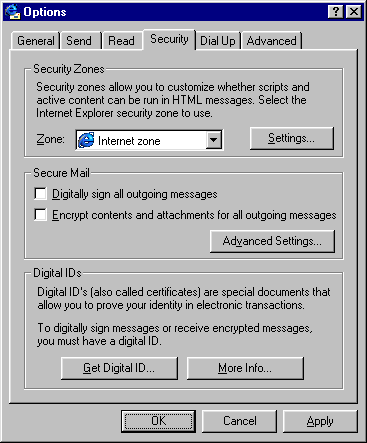 Options
General Send Read Security Dial Up Advanced
Security Zones
Security zones allow you to customize whether scripts and
active content can be run in HTML messages. Select the
Internet Explorer security zone to use.
Zone: Internet zone Settings...
Secure Mail
Digitally sign all outgoing messages
Encrypt contents and attachments for all outgoing messages
Advanced Settings...
Digital IDs
Digital ID's (also called certificates) are special documents that
allow you to prove your identity in electronic transactions.
To digitally sign messages or receive encrypted messages,
you must have a digital ID.
Get Digital ID... More Info...
OK Cancel Apply